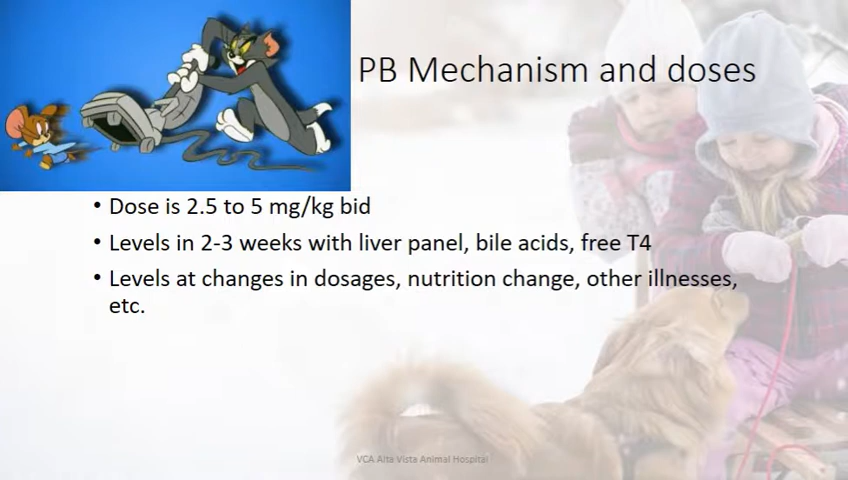 PB Mechanism and doses
• Dose is 2.5 to 5 mg/kg bid
• Levels in 2-3 weeks with liver panel, bile acids, free T4
• Levels at changes in dosages, nutrition change, other illnesses,
etc.
VCA Alta Vista Animal Hospital